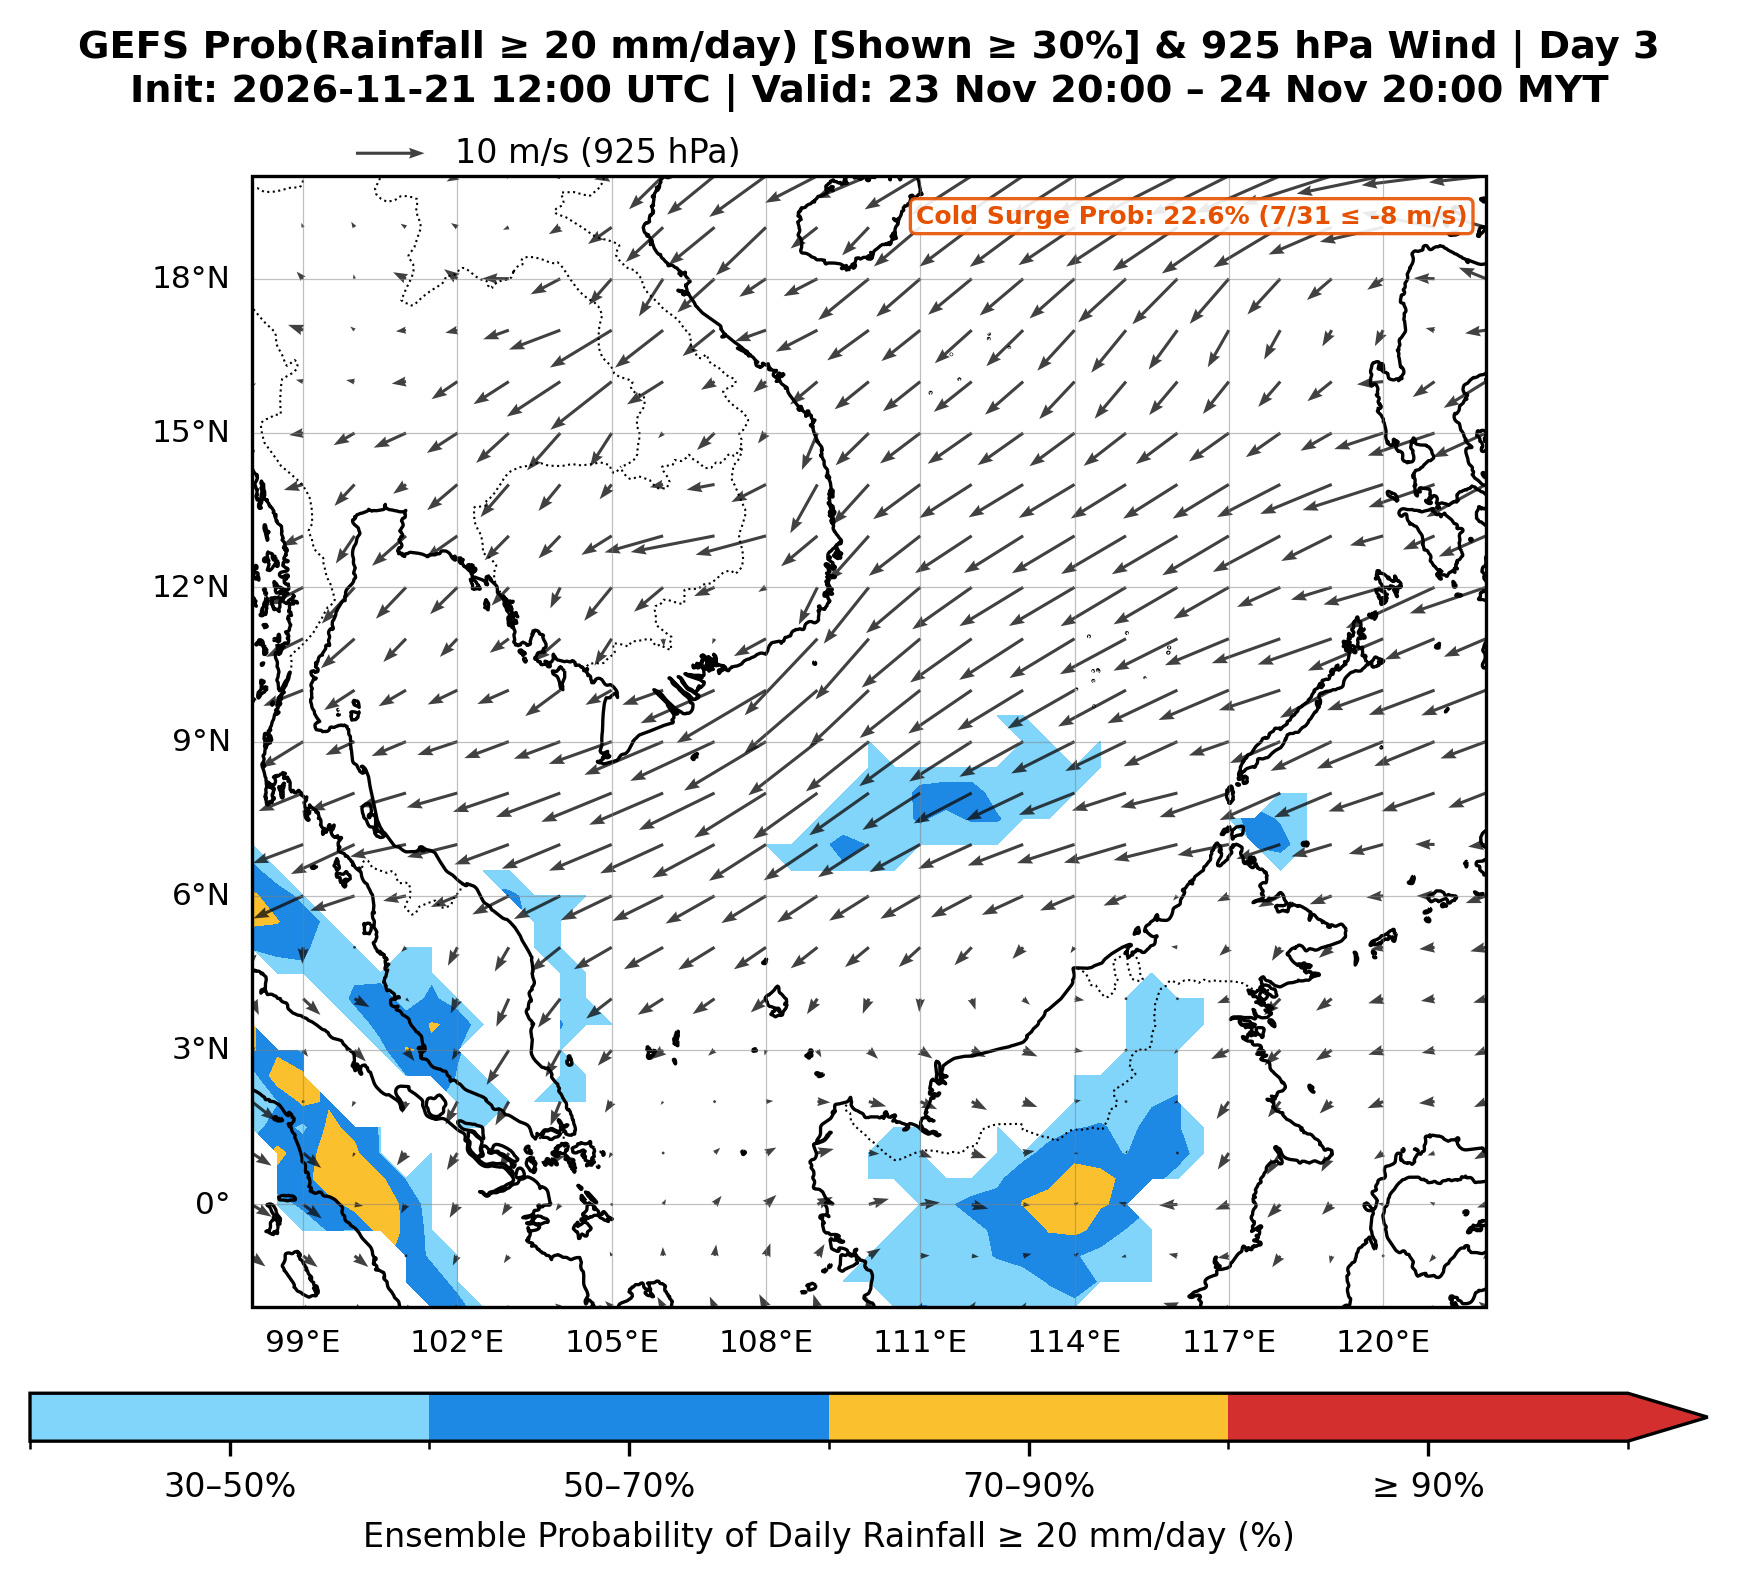 GEFS Prob(Rainfall ≥ 20 mm/day) [Shown ≥ 30%] & 925 hPa Wind | Day 3
Init: 2026-11-21 12:00 UTC | Valid: 23 Nov 20:00 – 24 Nov 20:00 MYT
10 m/s (925 hPa)
Cold Surge Prob: 22.6% (7/31 ≤ -8 m/s)
18°N
15°N
12°N
9°N
6°N
3°N
0°
99°E 102°E 105°E 108°E 111°E 114°E 117°E 120°E
30–50% 50–70% 70–90% ≥ 90%
Ensemble Probability of Daily Rainfall ≥ 20 mm/day (%)